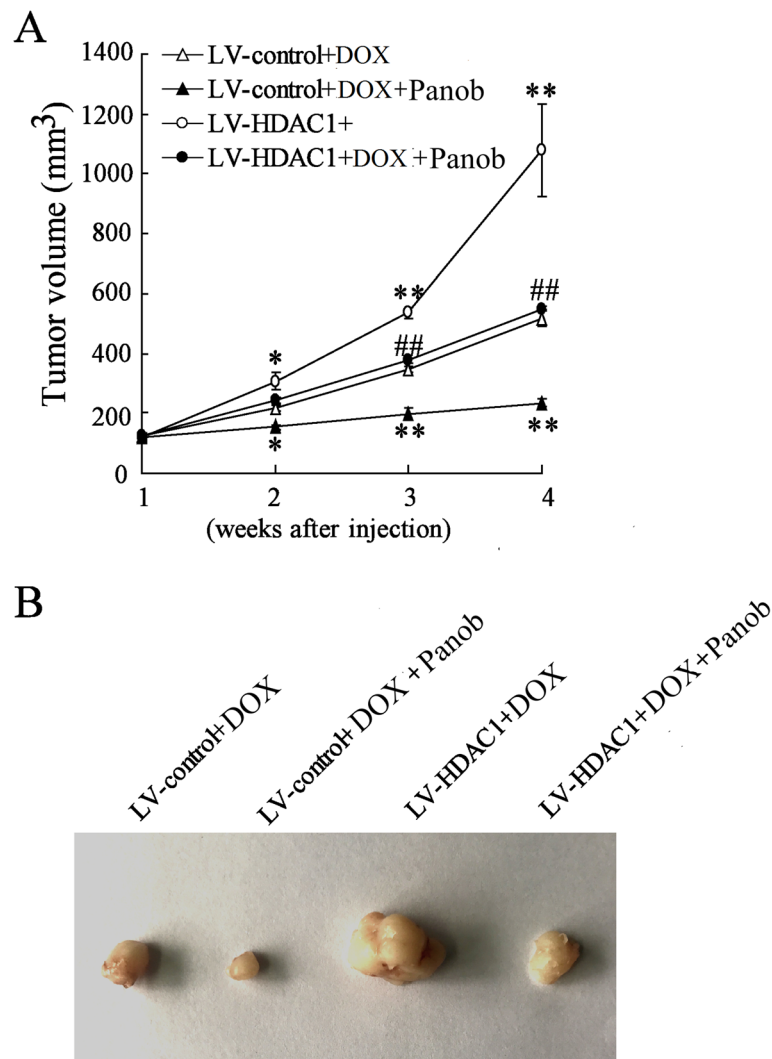 A
1400
1200
1000
800
600
400
200
0
Tumor volume (mm³)
LV-control+DOX
LV-control+DOX+Panob
LV-HDAC1+
LV-HDAC1+DOX+Panob
**
**
##
*
##
*
**
**
1 2 3 4
(weeks after injection)
B
LV-control+DOX
LV-control+DOX+Panob
LV-HDAC1+DOX
LV-HDAC1+DOX+Panob